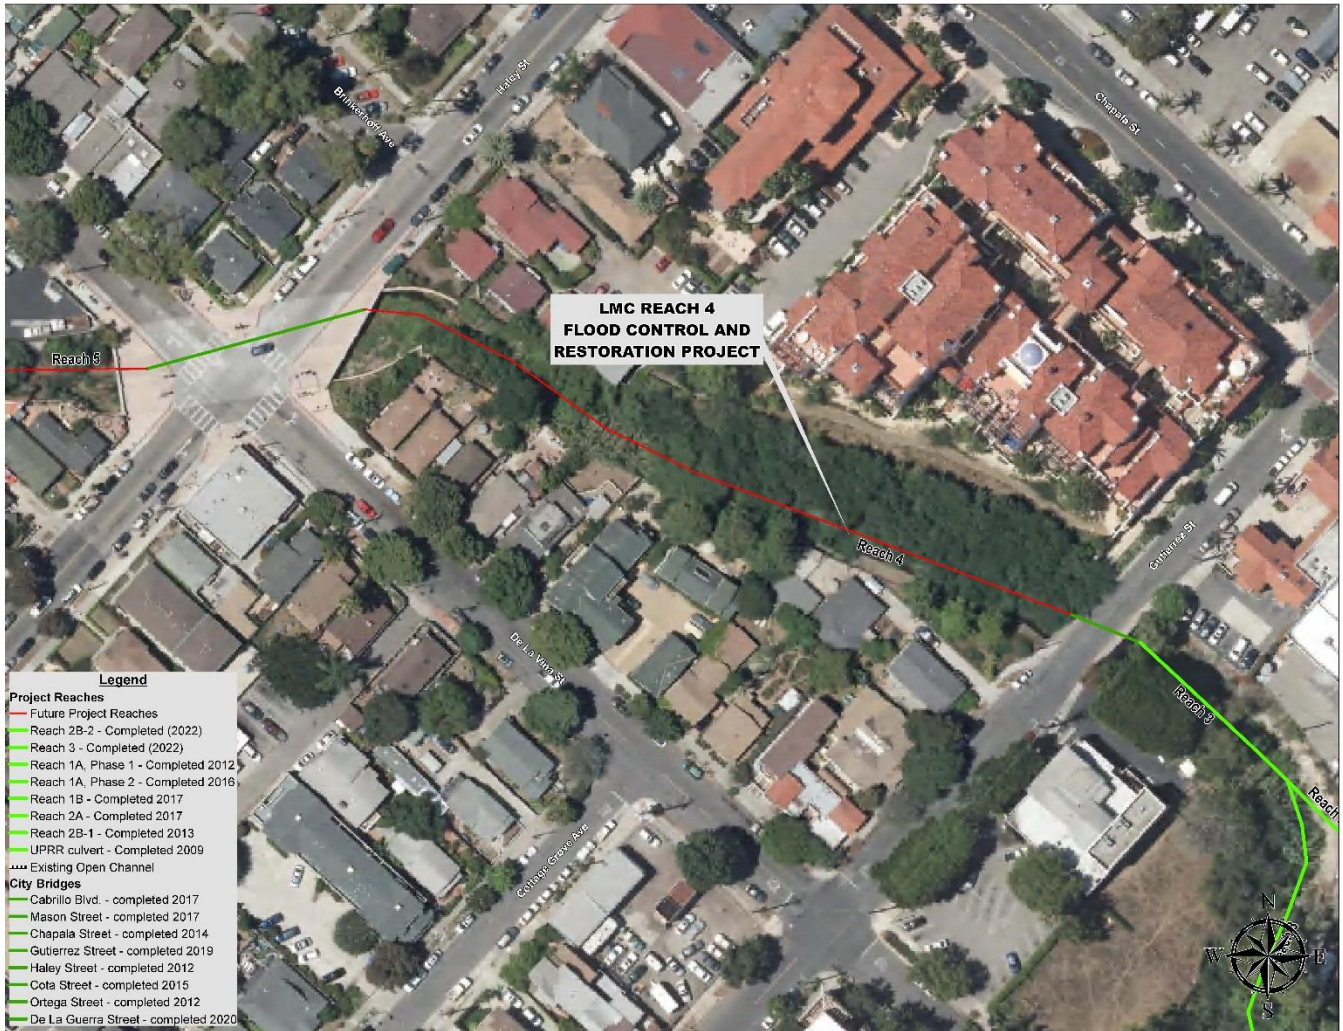 Haley St
Brinkerhoff Ave
Chapala St
LMC REACH 4
FLOOD CONTROL AND
RESTORATION PROJECT
Reach 5
Reach 4
Gutierrez St
De La Vina St
Reach 3
Reach
Cottage Grove Ave
N
W
E
S
Legend
Project Reaches
Future Project Reaches
Reach 2B-2 - Completed (2022)
Reach 3 - Completed (2022)
Reach 1A, Phase 1 - Completed 2012
Reach 1A, Phase 2 - Completed 2016
Reach 1B - Completed 2017
Reach 2A - Completed 2017
Reach 2B-1 - Completed 2013
UPRR culvert - Completed 2009
Existing Open Channel
City Bridges
Cabrillo Blvd. - completed 2017
Mason Street - completed 2017
Chapala Street - completed 2014
Gutierrez Street - completed 2019
Haley Street - completed 2012
Cota Street - completed 2015
Ortega Street - completed 2012
De La Guerra Street - completed 2020